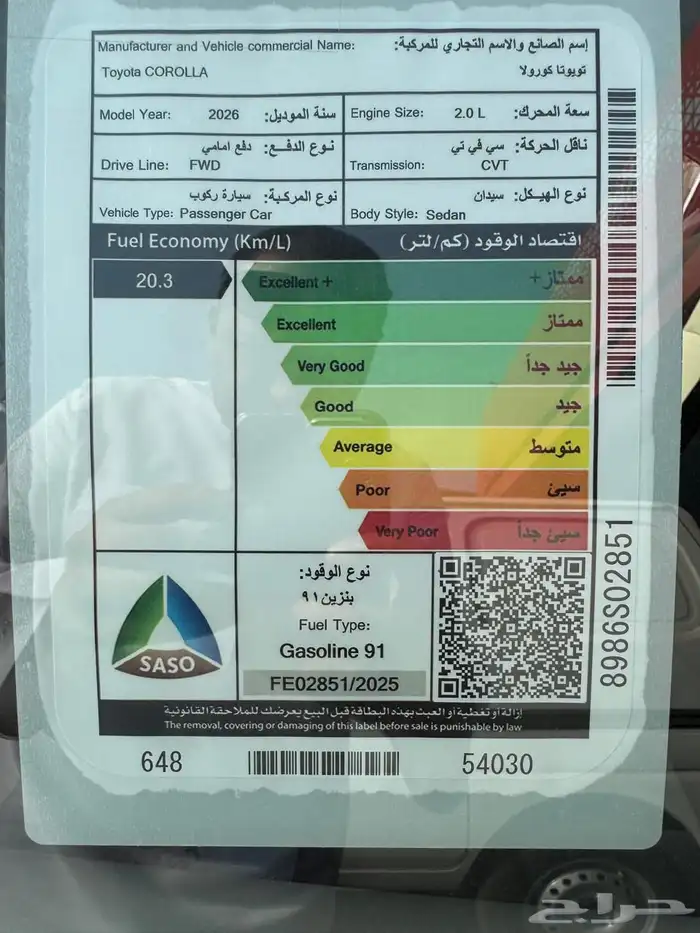 Manufacturer and Vehicle commercial Name: إسم الصانع والاسم التجاري للمركبة:
Toyota COROLLA تويوتا كورولا
Model Year: 2026 سنة الموديل: Engine Size: 2.0 L سعة المحرك:
نوع الدفع: دفع امامي ناقل الحركة: سي في تي
Drive Line: FWD Transmission: CVT
نوع المركبة: سيارة ركوب نوع الهيكل: سيدان
Vehicle Type: Passenger Car Body Style: Sedan
Fuel Economy (Km/L) اقتصاد الوقود (كم/لتر)
20.3 Excellent + ممتاز+
Excellent ممتاز
Very Good جيد جداً
Good جيد
Average متوسط
Poor سيئ
Very Poor سيئ جداً
SASO
نوع الوقود:
بنزين ٩١
Fuel Type:
Gasoline 91
FE02851/2025
8986S02851
إزالة أو تغطية أو العبث بهذه البطاقة قبل البيع يعرضك للملاحقة القانونية
The removal, covering or damaging of this label before sale is punishable by law
648 54030
حراج